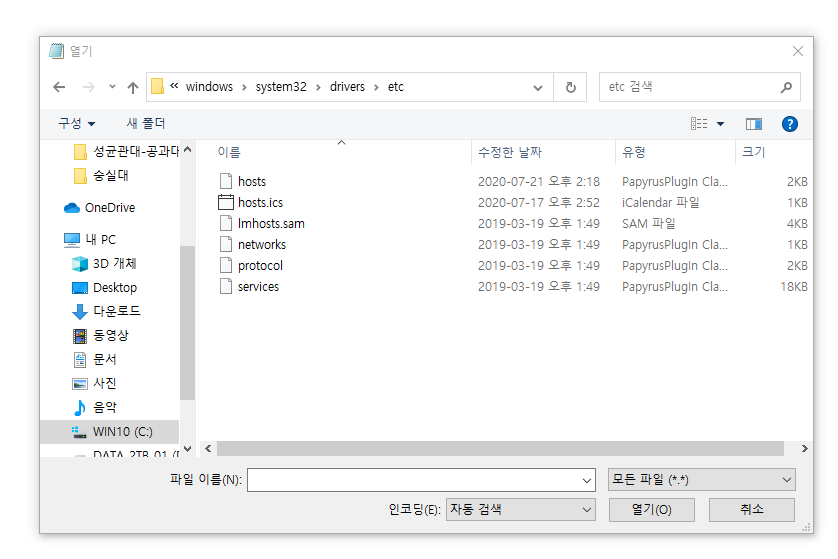 열기
« windows › system32 › drivers › etc
etc 검색
구성
새 폴더
성균관대-공과대
숭실대
OneDrive
내 PC
3D 개체
Desktop
다운로드
동영상
문서
사진
음악
WIN10 (C:)
DATA_2TB_01 (
이름 수정한 날짜 유형 크기
hosts 2020-07-21 오후 2:18 PapyrusPlugIn Cla... 2KB
hosts.ics 2020-07-17 오후 2:52 iCalendar 파일 1KB
lmhosts.sam 2019-03-19 오후 1:49 SAM 파일 4KB
networks 2019-03-19 오후 1:49 PapyrusPlugIn Cla... 1KB
protocol 2019-03-19 오후 1:49 PapyrusPlugIn Cla... 2KB
services 2019-03-19 오후 1:49 PapyrusPlugIn Cla... 18KB
파일 이름(N):
모든 파일 (*.*)
인코딩(E): 자동 검색
열기(O)
취소